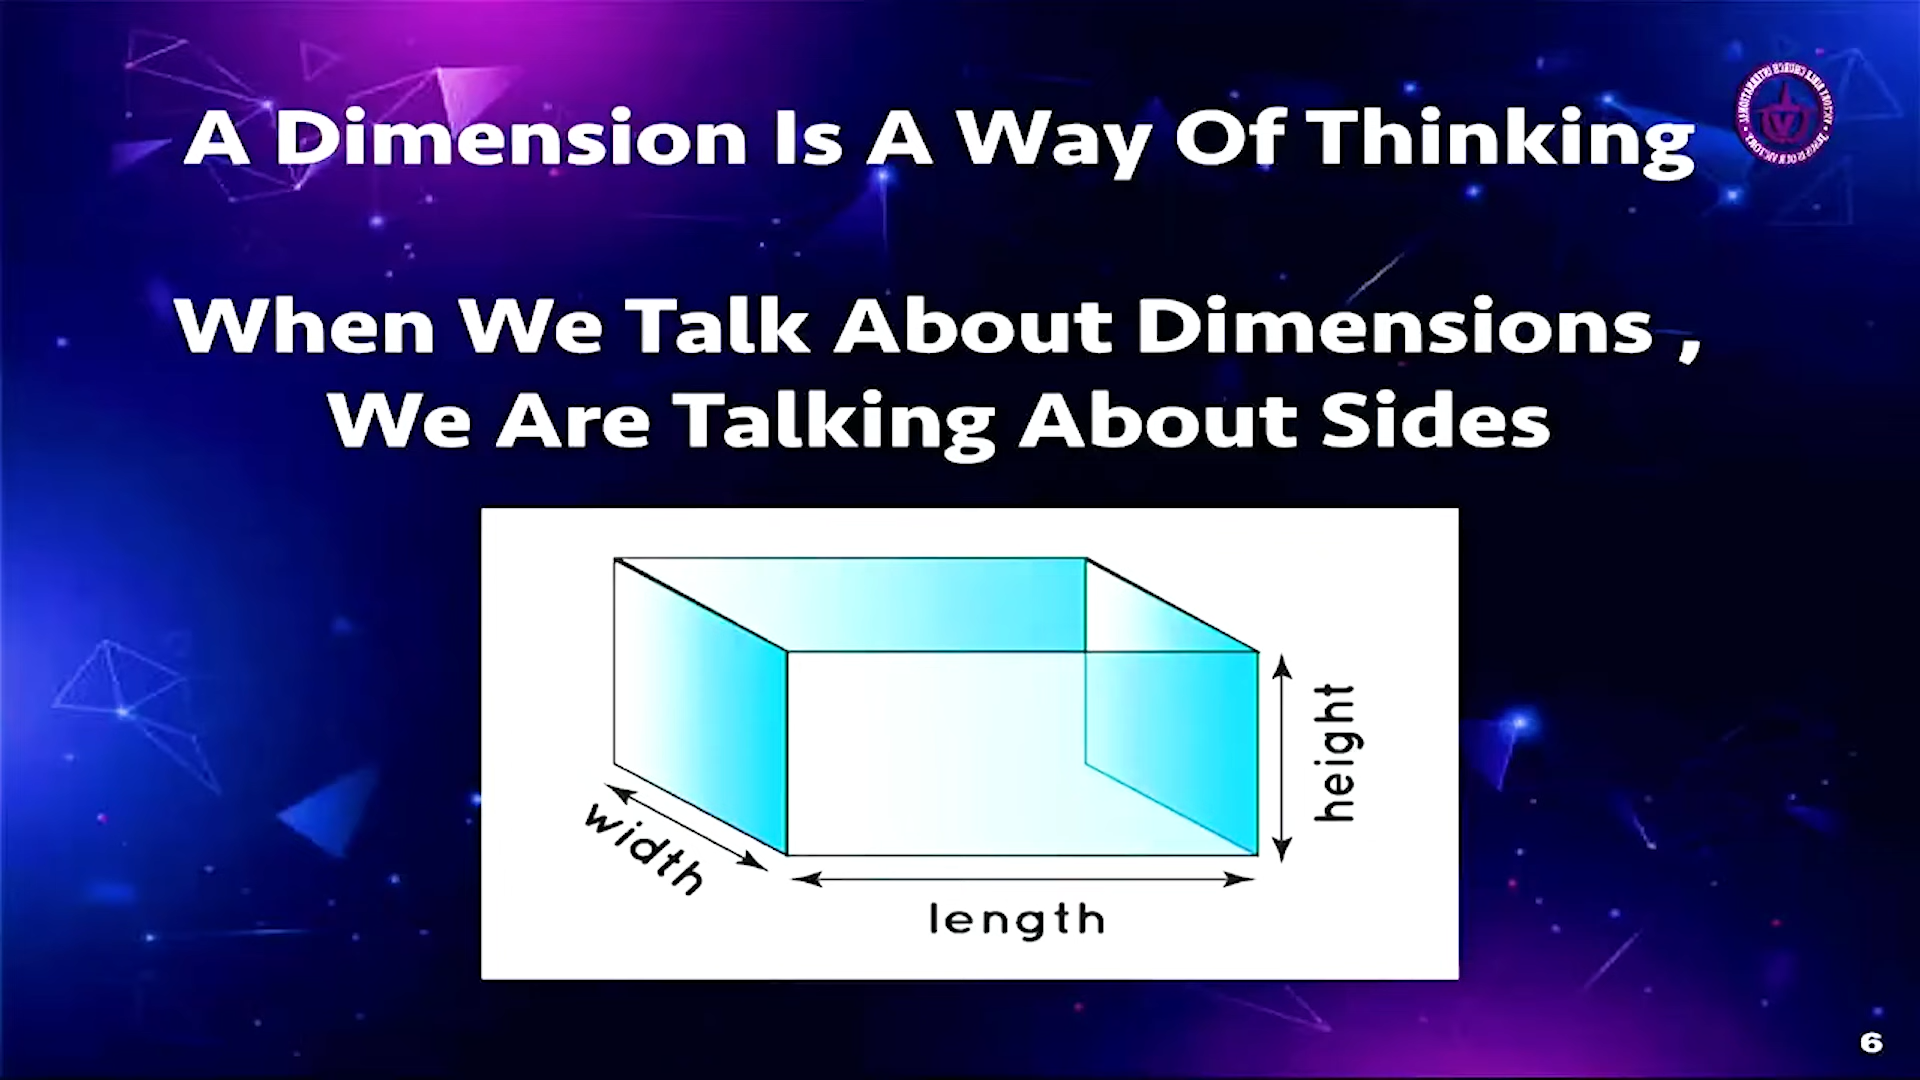 A Dimension Is A Way Of Thinking
When We Talk About Dimensions ,
We Are Talking About Sides
height
width
length
6